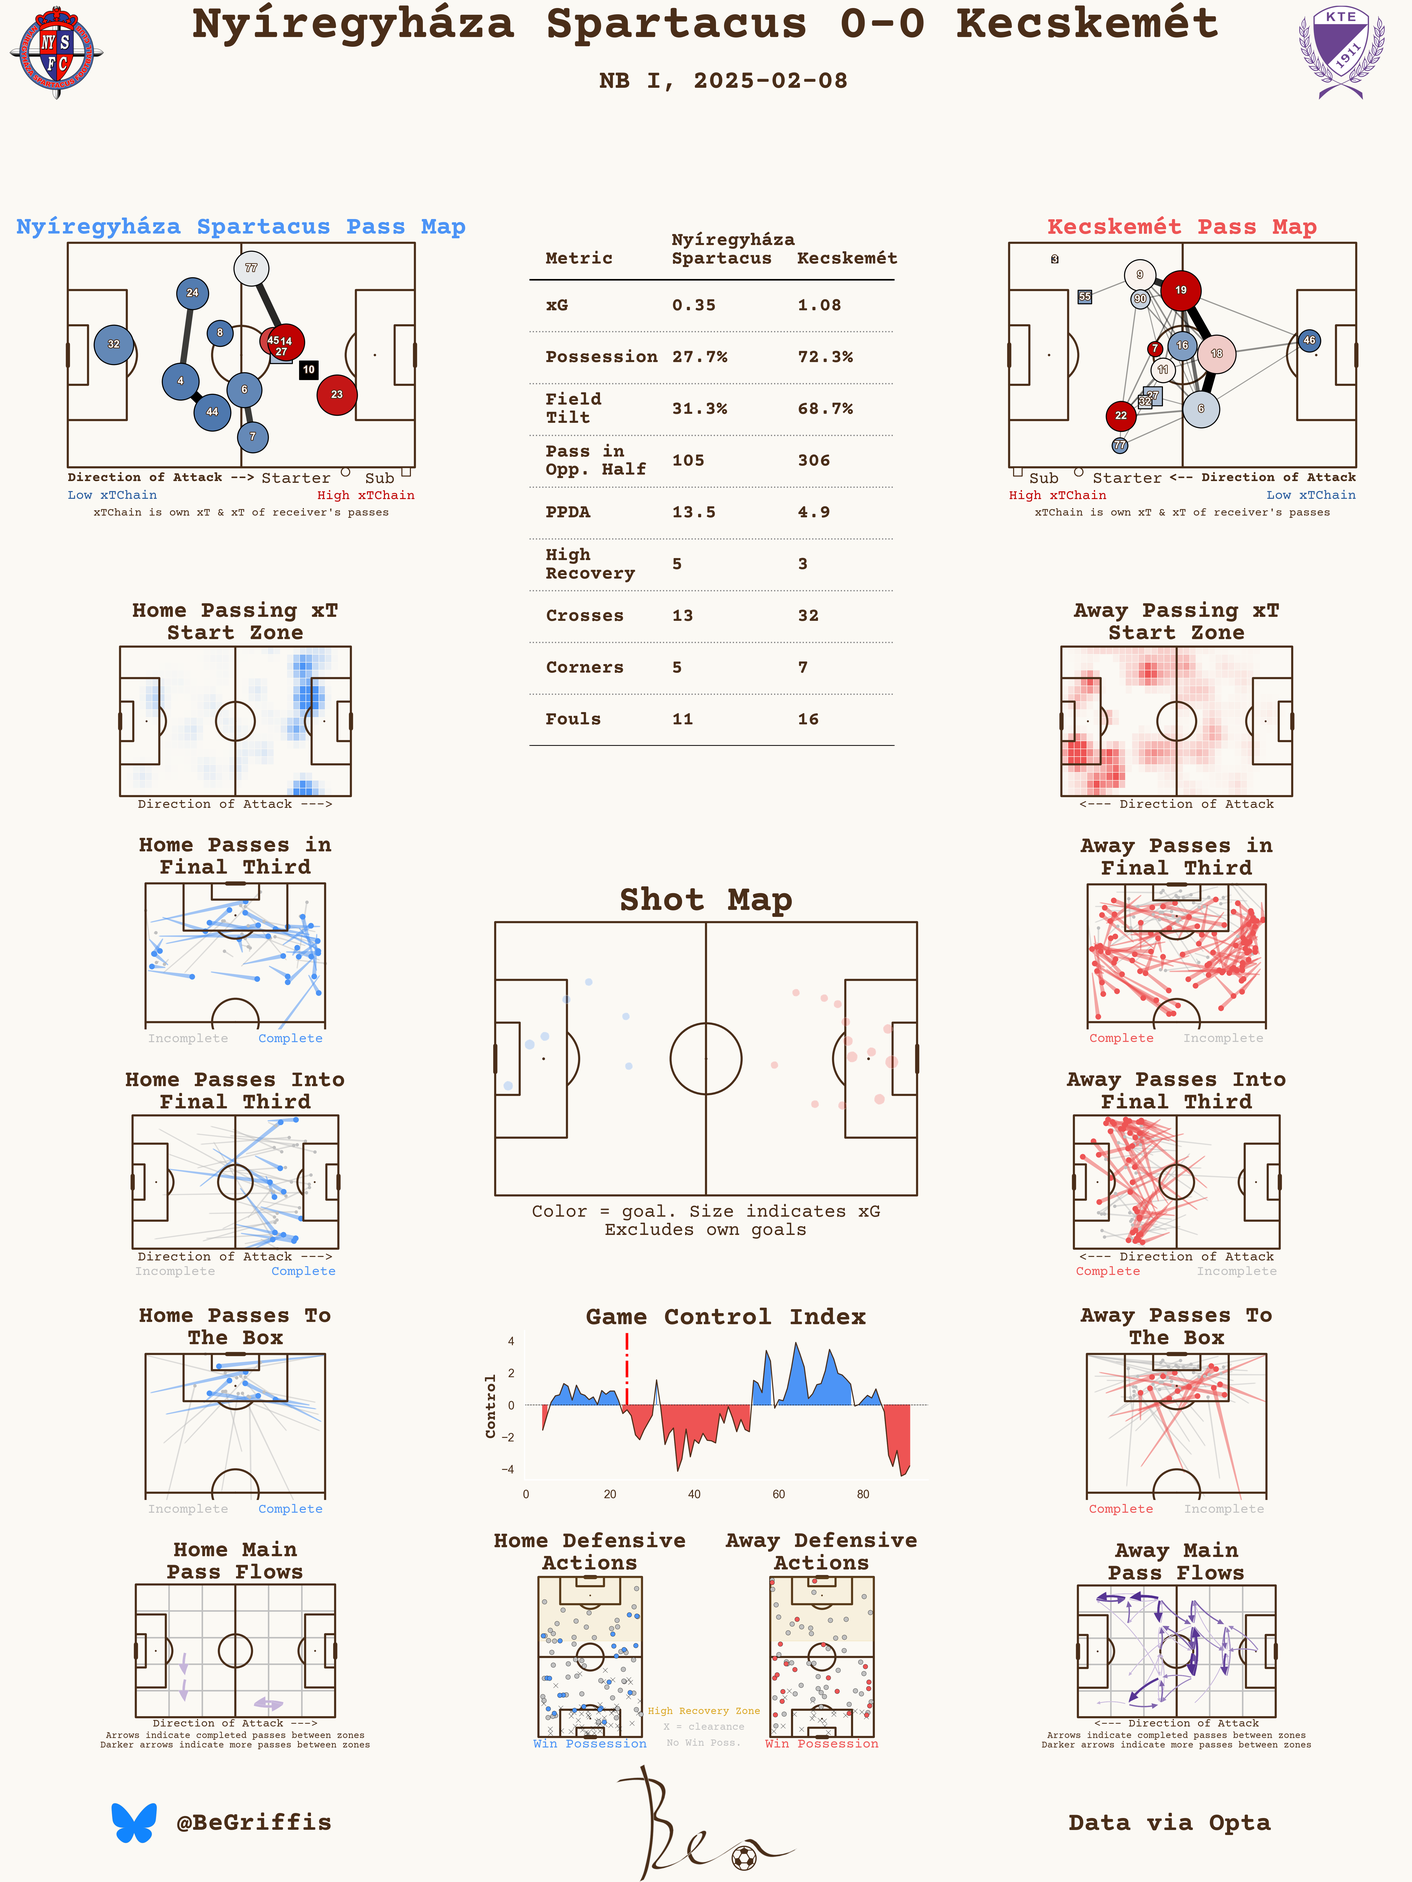 Nyíregyháza Spartacus 0-0 Kecskemét
NB I, 2025-02-08
NY S
F C
KTE
1911
Nyíregyháza Spartacus Pass Map
77
24
8
45
14
27
32
10
4
6
23
44
7
Direction of Attack --> Starter Sub
Low xTChain High xTChain
xTChain is own xT & xT of receiver's passes
Metric Nyíregyháza Spartacus Kecskemét
xG 0.35 1.08
Possession 27.7% 72.3%
Field Tilt 31.3% 68.7%
Pass in Opp. Half 105 306
PPDA 13.5 4.9
High Recovery 5 3
Crosses 13 32
Corners 5 7
Fouls 11 16
Kecskemét Pass Map
3
9
55
90
19
46
7
16
18
11
27
32
22
6
77
Sub Starter <-- Direction of Attack
High xTChain Low xTChain
xTChain is own xT & xT of receiver's passes
Home Passing xT
Start Zone
Direction of Attack --->
Away Passing xT
Start Zone
<--- Direction of Attack
Home Passes in
Final Third
Incomplete Complete
Away Passes in
Final Third
Complete Incomplete
Shot Map
Color = goal. Size indicates xG
Excludes own goals
Home Passes Into
Final Third
Direction of Attack --->
Incomplete Complete
Away Passes Into
Final Third
<--- Direction of Attack
Complete Incomplete
Home Passes To
The Box
Incomplete Complete
Game Control Index
Control
4
2
0
−2
−4
0 20 40 60 80
Away Passes To
The Box
Complete Incomplete
Home Main
Pass Flows
Direction of Attack --->
Arrows indicate completed passes between zones
Darker arrows indicate more passes between zones
Home Defensive
Actions
Win Possession
Away Defensive
Actions
Win Possession
High Recovery Zone
X = clearance
No Win Poss.
Away Main
Pass Flows
<--- Direction of Attack
Arrows indicate completed passes between zones
Darker arrows indicate more passes between zones
@BeGriffis
Ben
Data via Opta